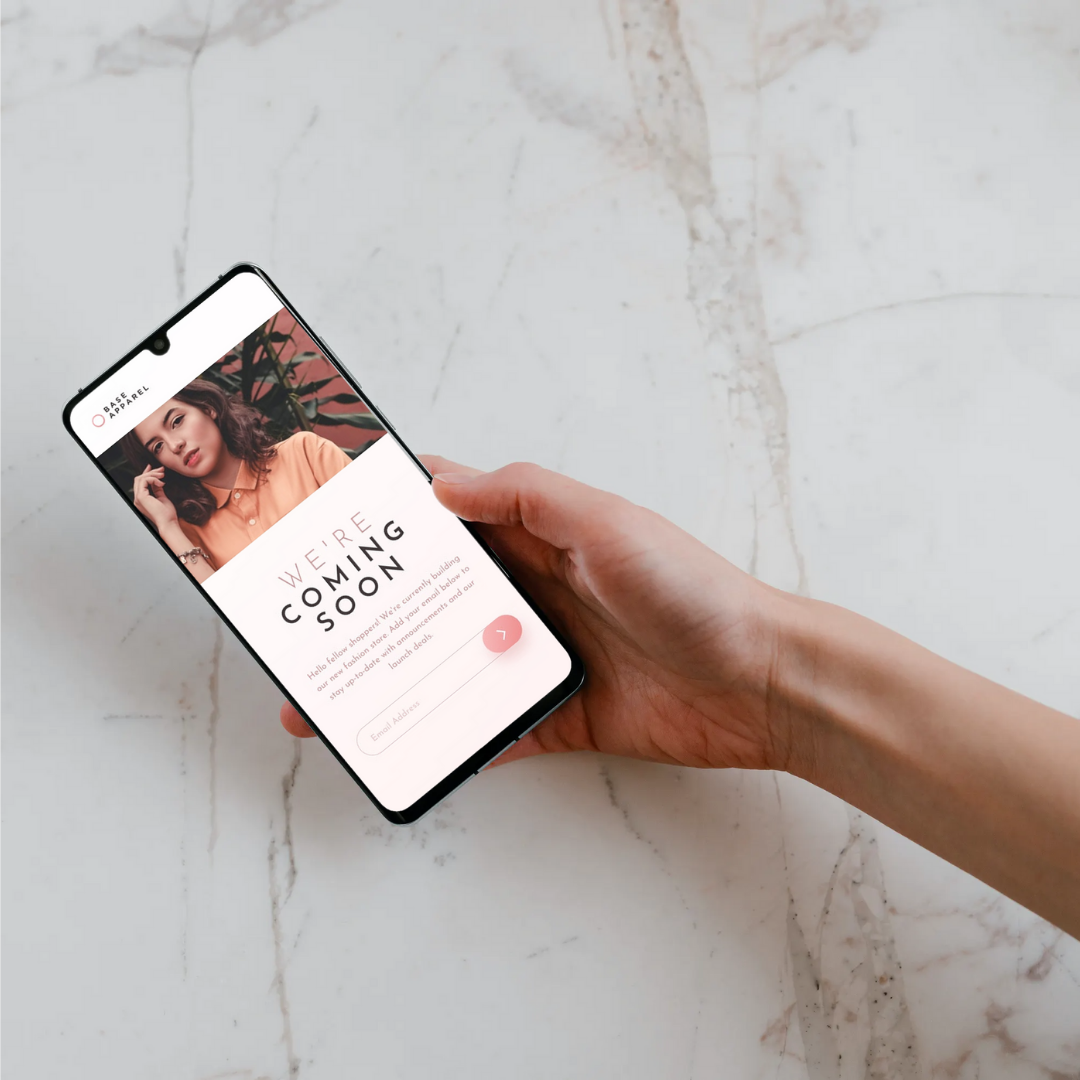 BASE
APPAREL
WE'RE
COMING
SOON
Hello fellow shoppers! We're currently building
our new fashion store. Add your email below to
stay up-to-date with announcements and our
launch deals.
Email Address